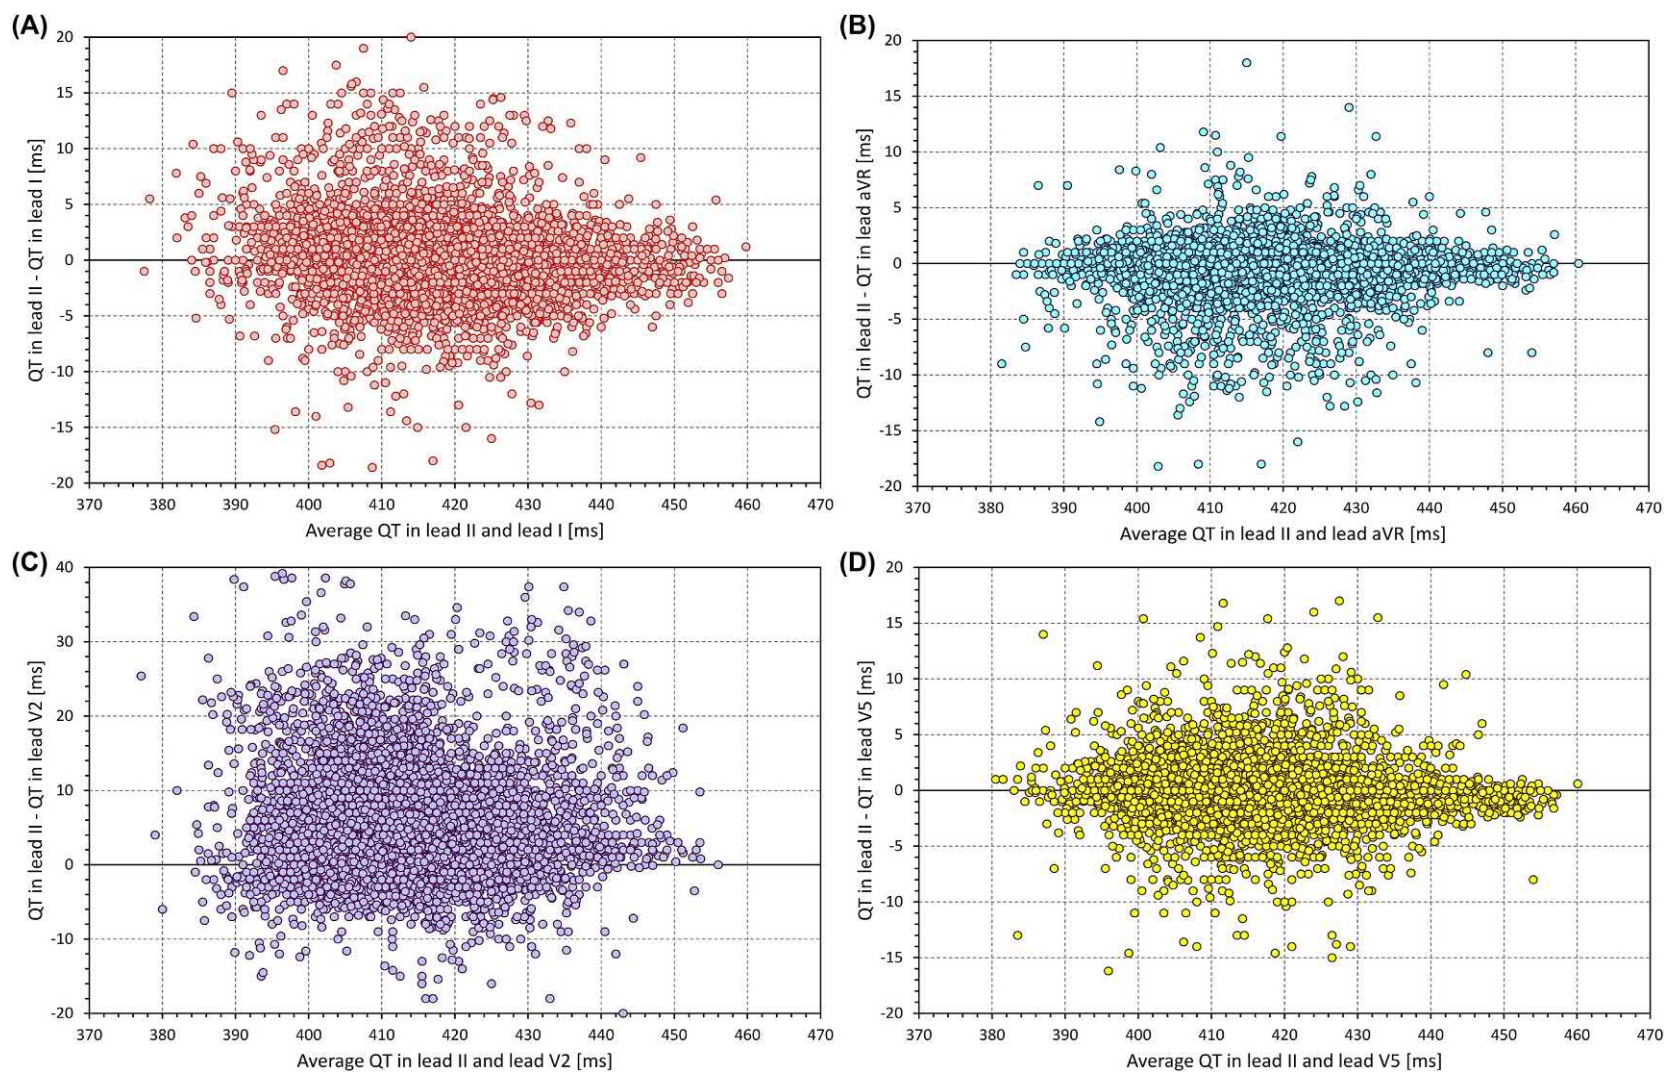 (A)
20
15
10
5
0
-5
-10
-15
-20
QT in lead II - QT in lead I [ms]
370 380 390 400 410 420 430 440 450 460 470
Average QT in lead II and lead I [ms]
(B)
20
15
10
5
0
-5
-10
-15
-20
QT in lead II - QT in lead aVR [ms]
370 380 390 400 410 420 430 440 450 460 470
Average QT in lead II and lead aVR [ms]
(C)
40
30
20
10
0
-10
-20
QT in lead II - QT in lead V2 [ms]
370 380 390 400 410 420 430 440 450 460 470
Average QT in lead II and lead V2 [ms]
(D)
20
15
10
5
0
-5
-10
-15
-20
QT in lead II - QT in lead V5 [ms]
370 380 390 400 410 420 430 440 450 460 470
Average QT in lead II and lead V5 [ms]